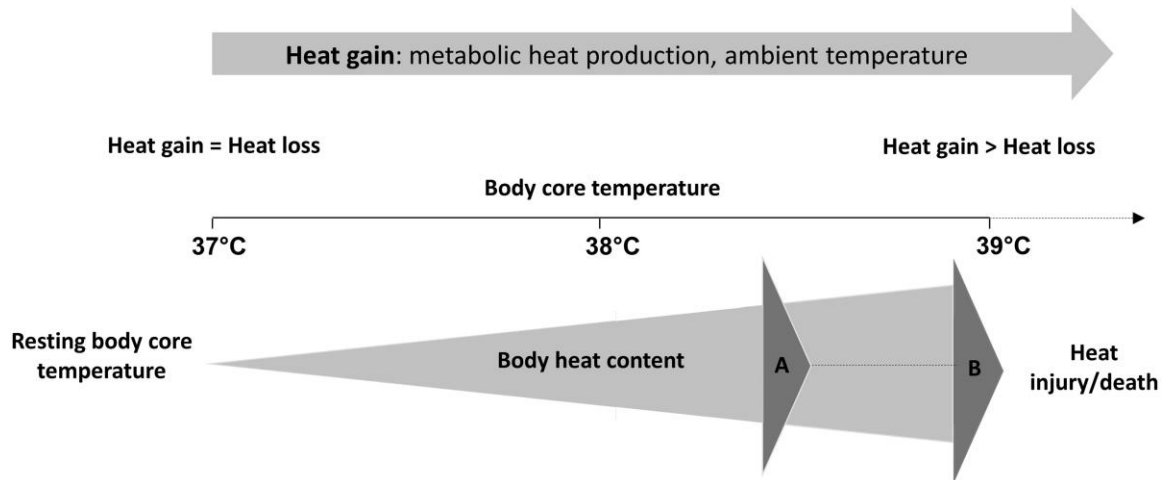 Heat gain: metabolic heat production, ambient temperature
Heat gain = Heat loss
Heat gain > Heat loss
Body core temperature
37°C
38°C
39°C
Resting body core
temperature
Body heat content
A
B
Heat
injury/death